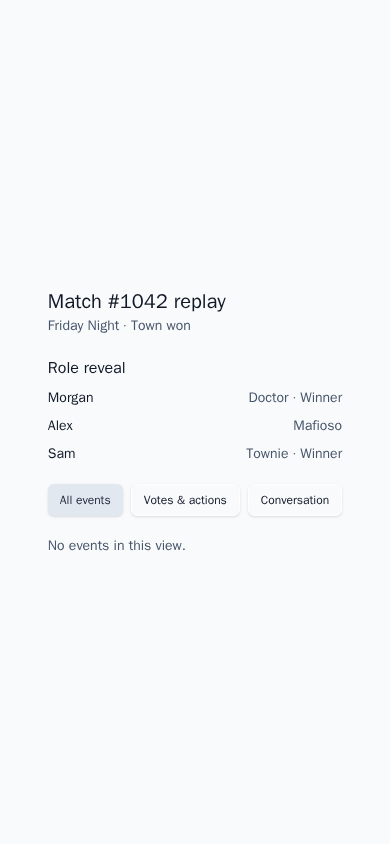 Match #1042 replay
Friday Night · Town won
Role reveal
Morgan Doctor · Winner
Alex Mafioso
Sam Townie · Winner
All events Votes & actions Conversation
No events in this view.